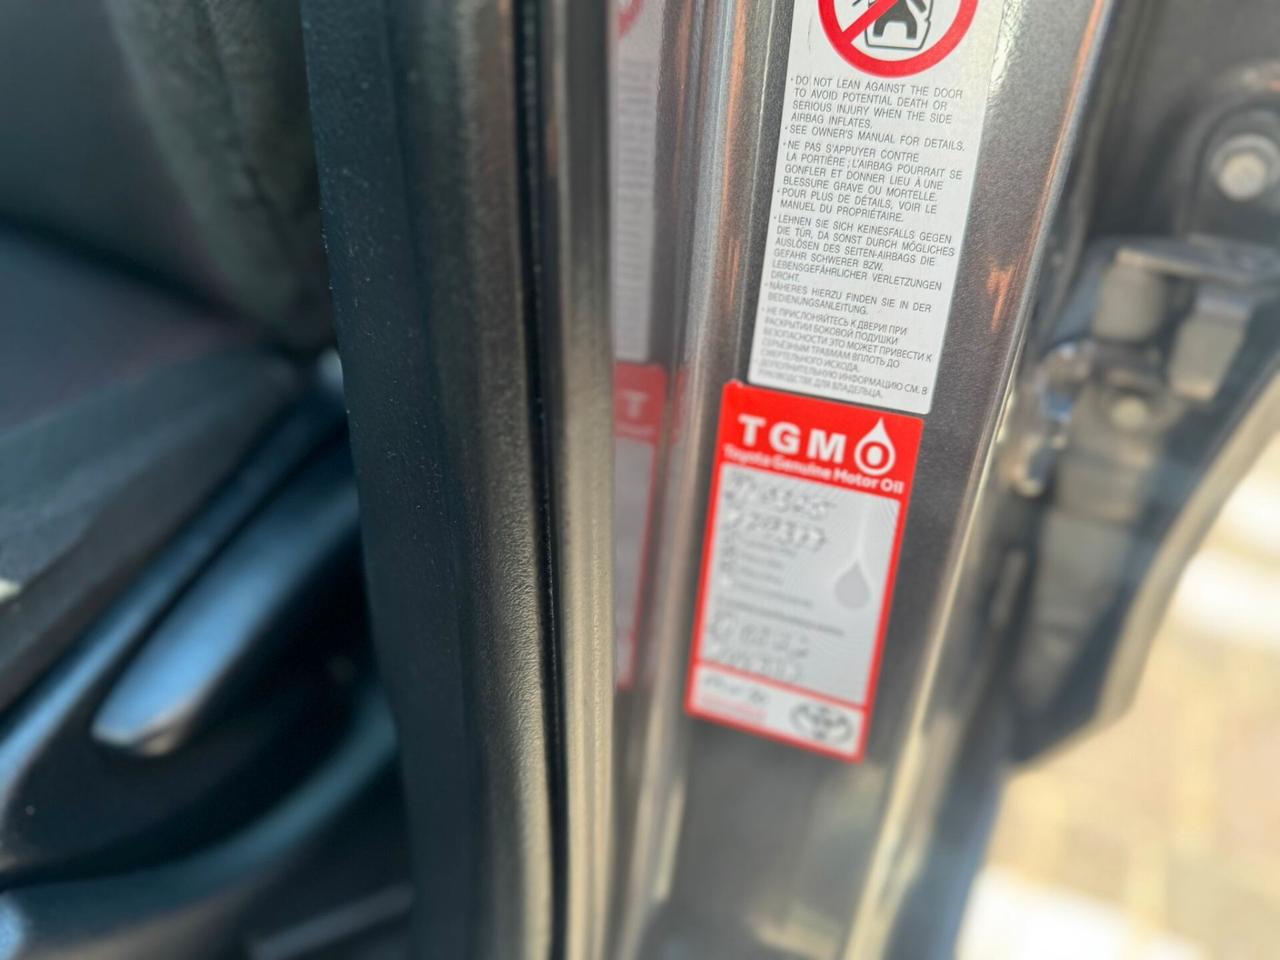 · DO NOT LEAN AGAINST THE DOOR
TO AVOID POTENTIAL DEATH OR
SERIOUS INJURY WHEN THE SIDE
AIRBAG INFLATES.
· SEE OWNER'S MANUAL FOR DETAILS.
· NE PAS S'APPUYER CONTRE
LA PORTIÈRE ; L'AIRBAG POURRAIT SE
GONFLER ET DONNER LIEU À UNE
BLESSURE GRAVE OU MORTELLE.
· POUR PLUS DE DÉTAILS, VOIR LE
MANUEL DU PROPRIÉTAIRE.
· LEHNEN SIE SICH KEINESFALLS GEGEN
DIE TÜR, DA SONST DURCH MÖGLICHES
AUSLÖSEN DES SEITEN-AIRBAGS DIE
GEFAHR SCHWERER BZW.
LEBENSGEFÄHRLICHER VERLETZUNGEN
DROHT.
· NÄHERES HIERZU FINDEN SIE IN DER
BEDIENUNGSANLEITUNG.
· НЕ ПРИСЛОНЯЙТЕСЬ К ДВЕРИ! ПРИ
РАСКРЫТИИ БОКОВОЙ ПОДУШКИ
БЕЗОПАСНОСТИ ЭТО МОЖЕТ ПРИВЕСТИ К
СЕРЬЕЗНЫМ ТРАВМАМ ВПЛОТЬ ДО
СМЕРТЕЛЬНОГО ИСХОДА.
· ДОПОЛНИТЕЛЬНУЮ ИНФОРМАЦИЮ СМ. В
РУКОВОДСТВЕ ДЛЯ ВЛАДЕЛЬЦА.
TGMO
Toyota Genuine Motor Oil